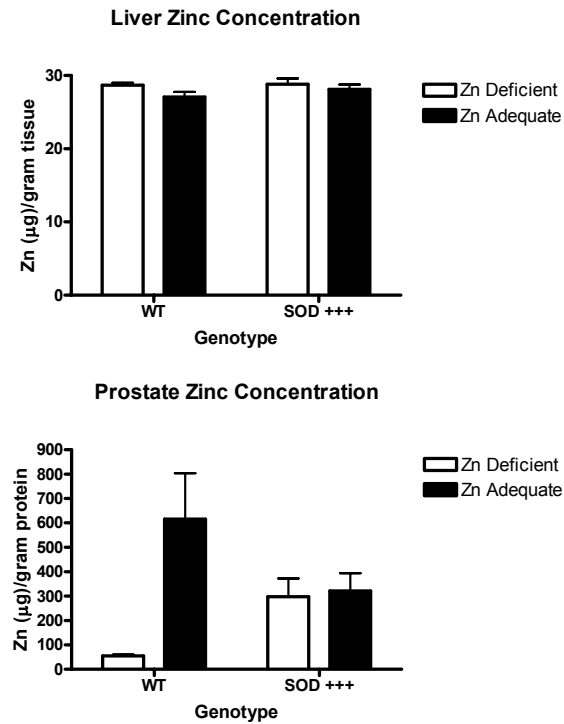 Liver Zinc Concentration
Zn (µg)/gram tissue
30
20
10
0
WT
SOD +++
Genotype
Zn Deficient
Zn Adequate
Prostate Zinc Concentration
Zn (µg)/gram protein
900
800
700
600
500
400
300
200
100
0
WT
SOD +++
Genotype
Zn Deficient
Zn Adequate